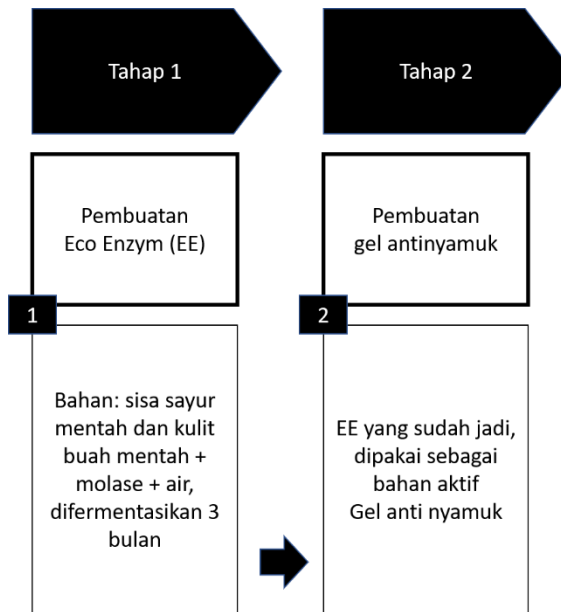 Tahap 1
Tahap 2
Pembuatan
Eco Enzym (EE)
Pembuatan
gel antinyamuk
1
2
Bahan: sisa sayur
mentah dan kulit
buah mentah +
molase + air,
difermentasikan 3
bulan
EE yang sudah jadi,
dipakai sebagai
bahan aktif
Gel anti nyamuk